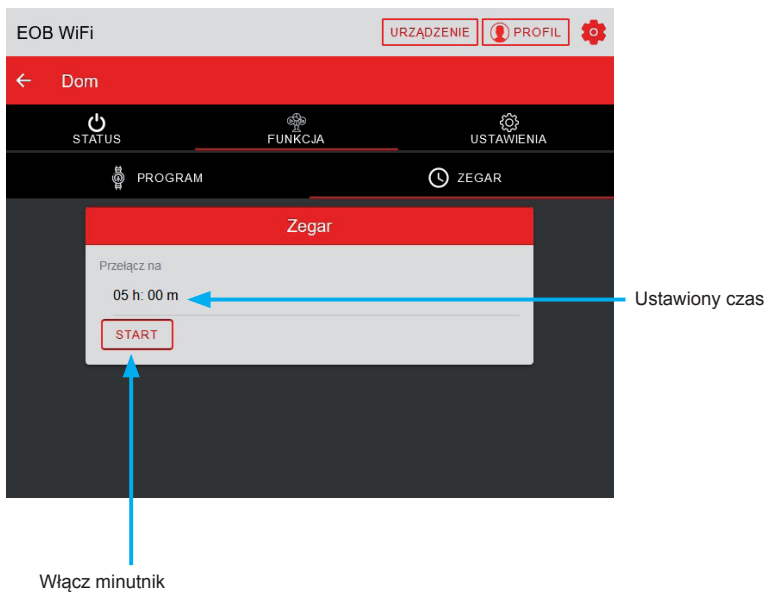 EOB WiFi
URZĄDZENIE
PROFIL
Dom
STATUS
FUNKCJA
USTAWIENIA
PROGRAM
ZEGAR
Zegar
Przełącz na
05 h: 00 m
Ustawiony czas
START
Włącz minutnik